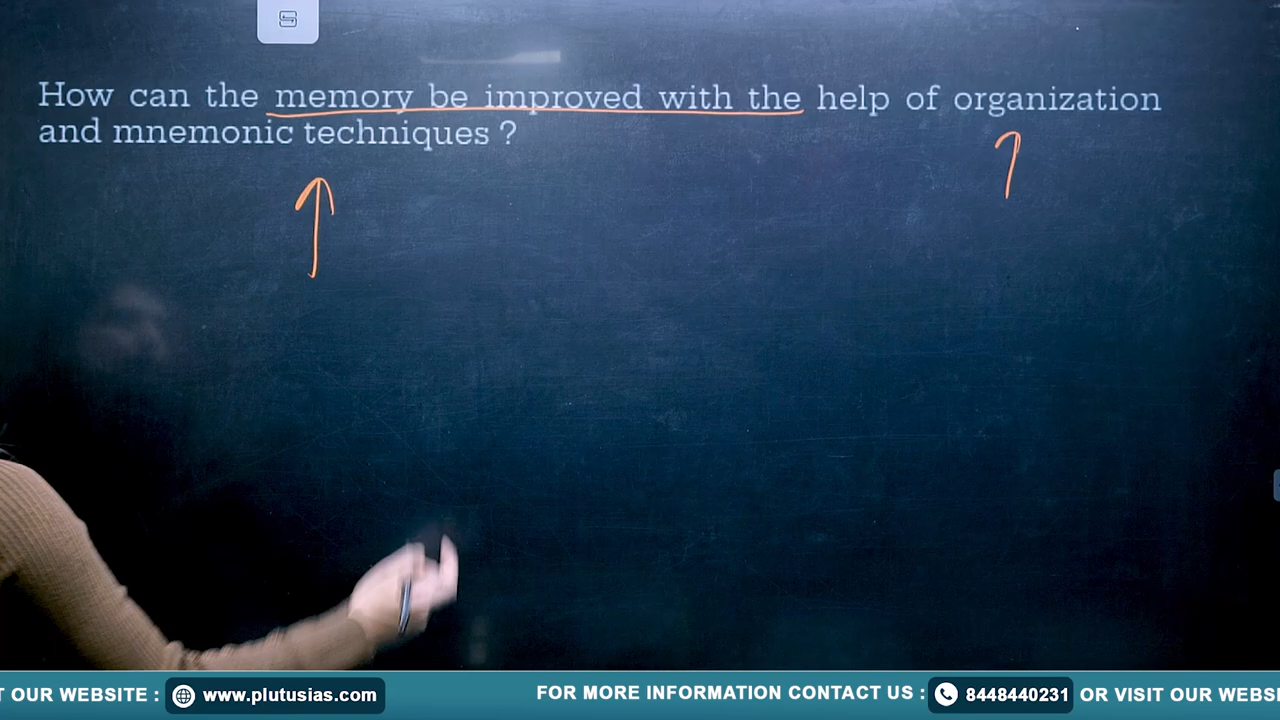 How can the memory be improved with the help of organization
and mnemonic techniques ?
T OUR WEBSITE : www.plutusias.com FOR MORE INFORMATION CONTACT US : 8448440231 OR VISIT OUR WEBSI